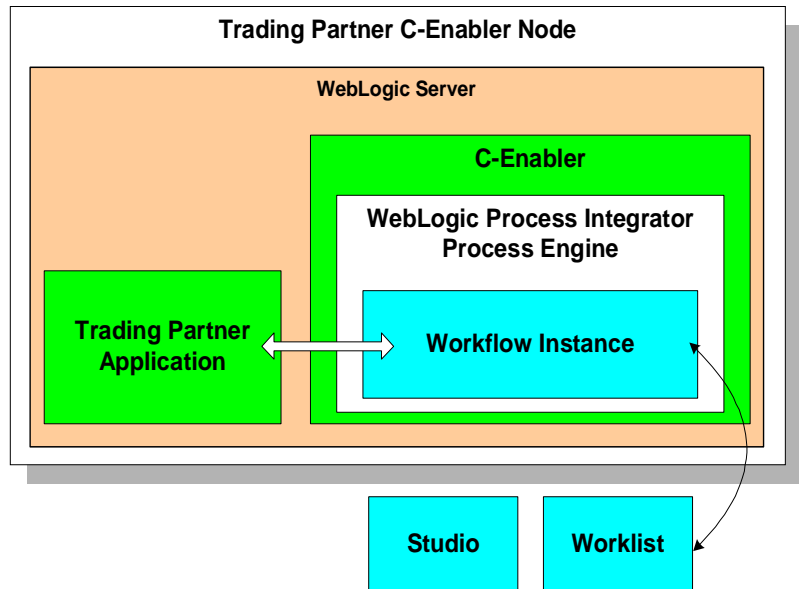 Trading Partner C-Enabler Node
WebLogic Server
C-Enabler
WebLogic Process Integrator
Process Engine
Trading Partner
Application
Workflow Instance
Studio
Worklist